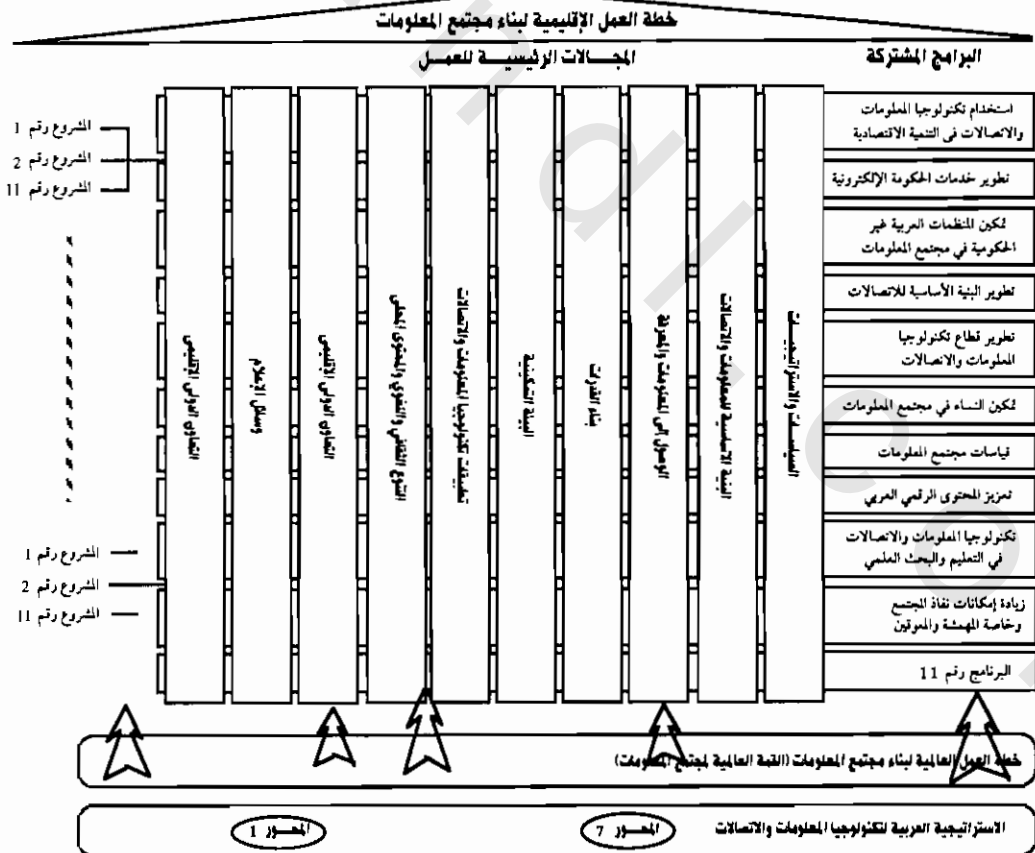 خطة العمل الإقليمية لبناء مجتمع المعلومات
البرامج المشتركة
المجالات الرئيسية للعمل
استخدام تكنولوجيا المعلومات
والاتصالات فى التنمية الاقتصادية
تطوير خدمات الحكومة الإلكترونية
تمكين المنظمات العربية غير
الحكومية في مجتمع المعلومات
تطوير البنية الأساسية للاتصالات
تطوير قطاع تكنولوجيا
المعلومات والاتصالات
تمكين النساء في مجتمع المعلومات
قياسات مجتمع المعلومات
تعزيز المحتوى الرقمي العربي
تكنولوجيا المعلومات والاتصالات
في التعليم والبحث العلمي
زيادة إمكانات نفاذ المجتمع
وخاصة المهمشة والمعوقين
البرنامج رقم 11
السياسات والاستراتيجيات
البنية الأساسية للمعلومات والاتصالات
الوصول إلى المعلومات والمعرفة
بناء القدرات
البيئة التمكينية
تطبيقات تكنولوجيا المعلومات والاتصالات
التنوع الثقافي واللغوي والمحتوى المحلى
التعاون الدولى الإقليمى
وسائل الإعلام
التعاون الدولى الإقليمى
المشروع رقم 1
المشروع رقم 2
المشروع رقم 11
المشروع رقم 1
المشروع رقم 2
المشروع رقم 11
خطة العمل العالمية لبناء مجتمع المعلومات (القمة العالمية لمجتمع المعلومات)
الاستراتيجية العربية لتكنولوجيا المعلومات والاتصالات
المحور 7
المحور 1